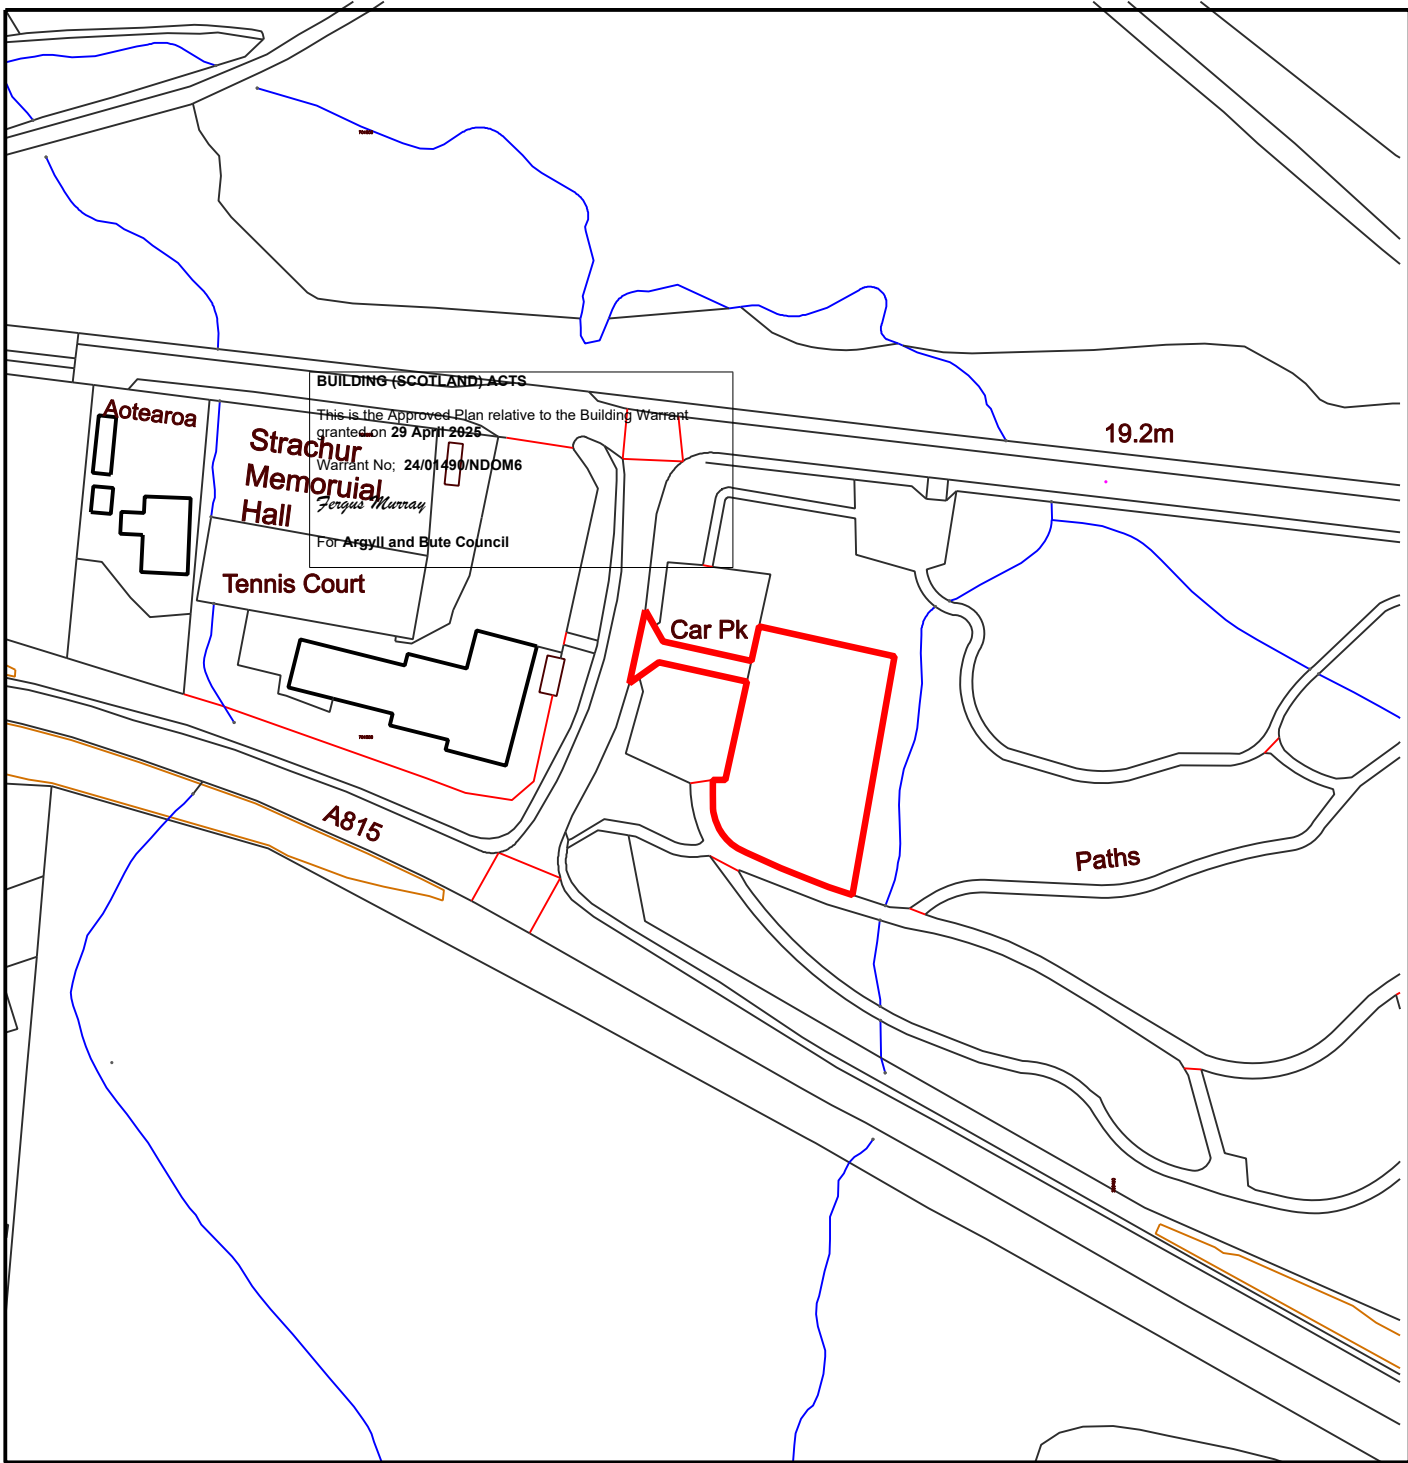 BUILDING (SCOTLAND) ACTS
This is the Approved Plan relative to the Building Warrant
granted on 29 April 2025
Warrant No; 24/01490/NDOM6
Fergus Murray
For Argyll and Bute Council
Aotearoa
Strachur
Memoruial
Hall
Tennis Court
Car Pk
19.2m
A815
Paths